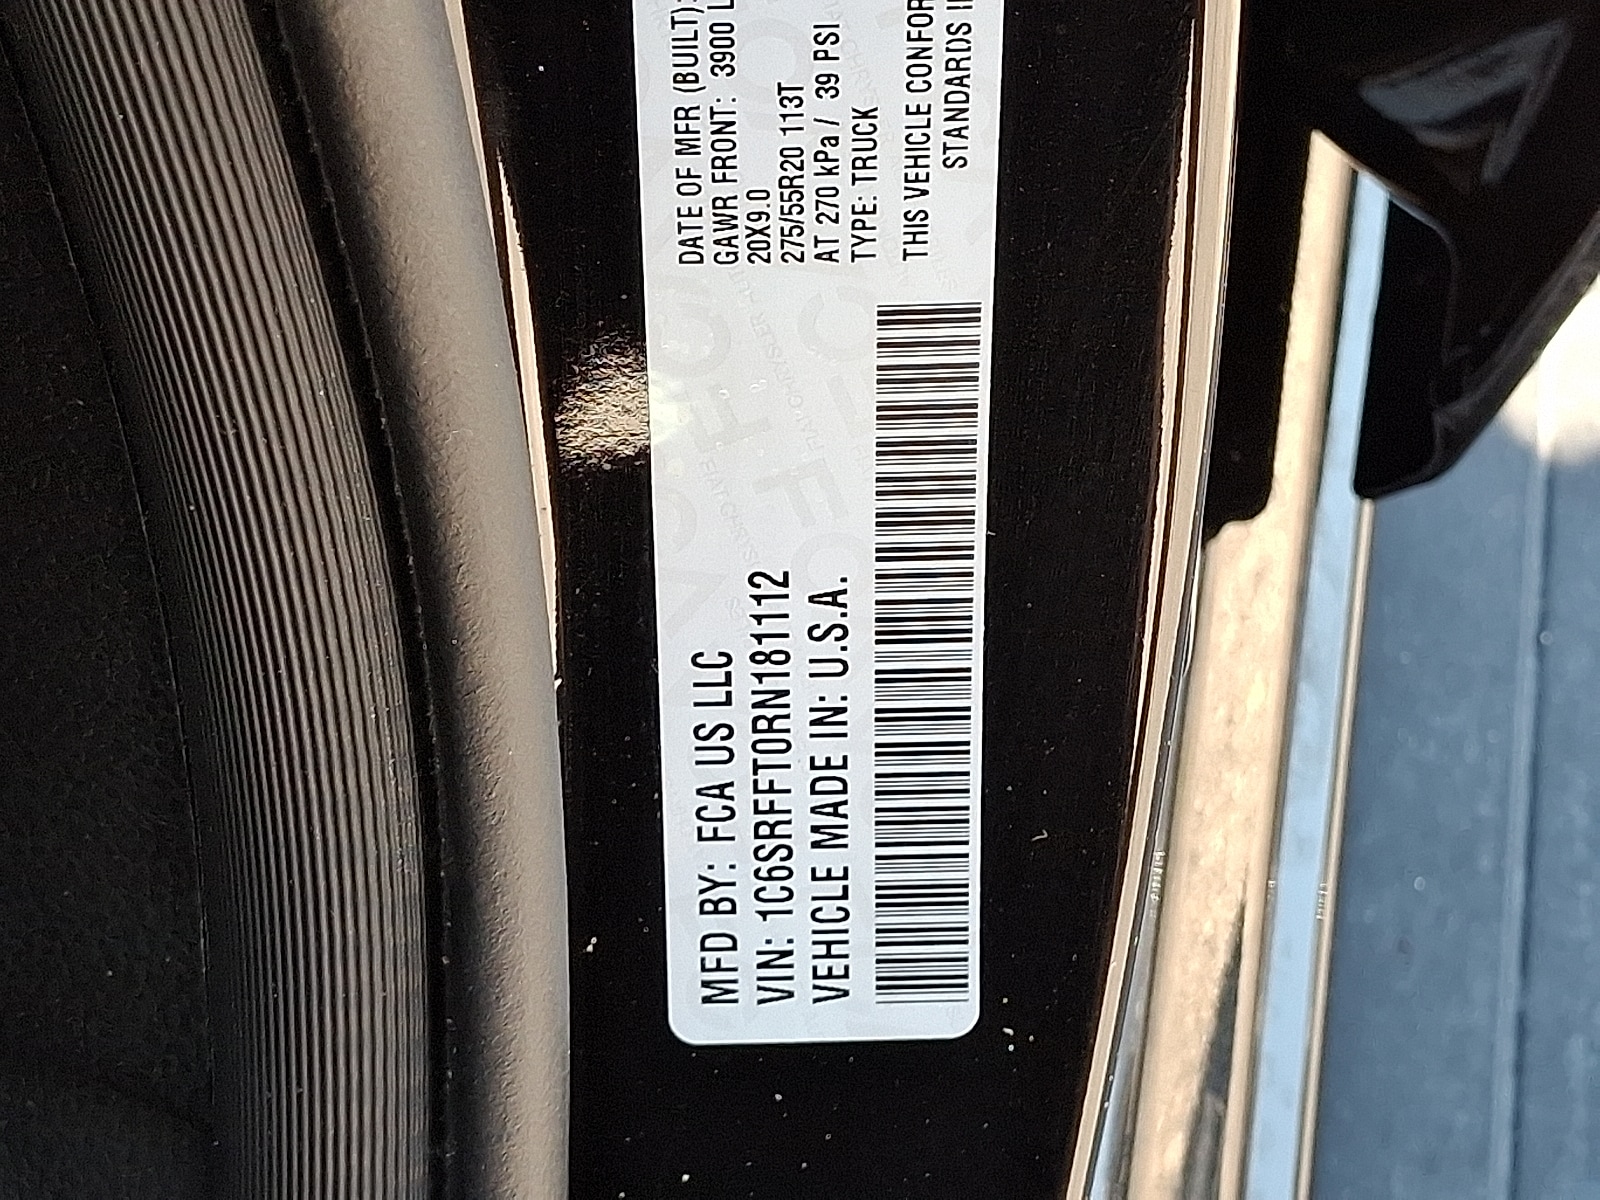 MFD BY: FCA US LLC
VIN: 1C6SRFFT0RN181112
VEHICLE MADE IN: U.S.A.
DATE OF MFR (BUILT):
GAWR FRONT: 3900 L
20X9.0
275/55R20 113T
AT 270 kPa / 39 PSI
TYPE: TRUCK
THIS VEHICLE CONFOR
STANDARDS I